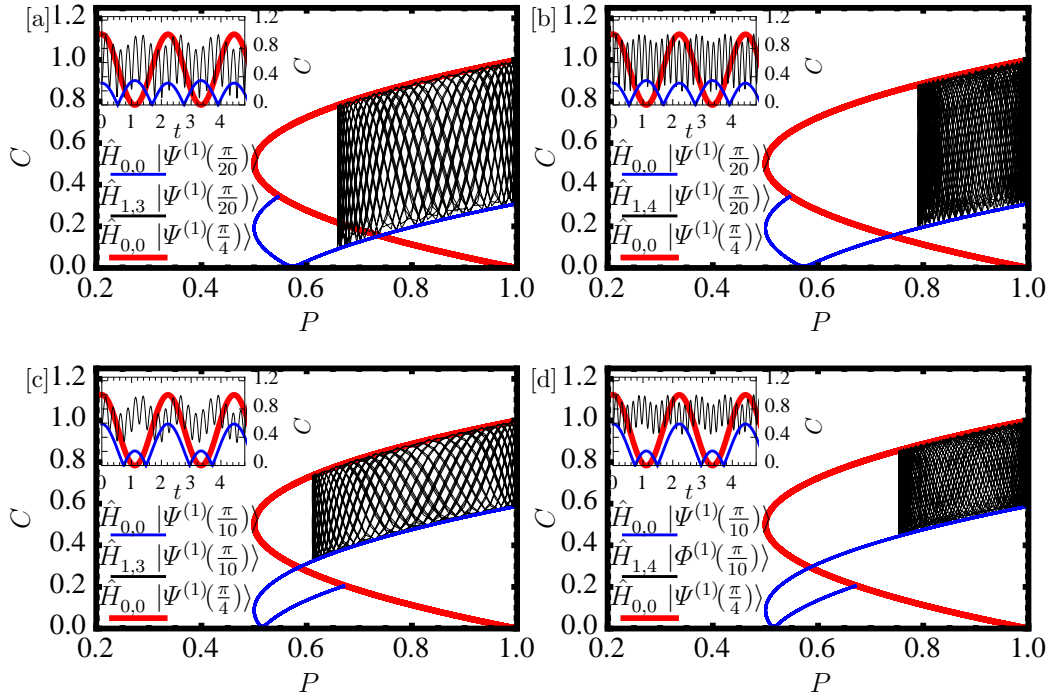 [a] 1.2 1.0 0.8 0.6 0.4 0.2 0.0
C
1.2 0.8 0.4 0.
C
0 1 2 3 4
t
Ĥ0,0 |Ψ(1)(π/20)⟩
Ĥ1,3 |Ψ(1)(π/20)⟩
Ĥ0,0 |Ψ(1)(π/4)⟩
0.2 0.4 0.6 0.8 1.0
P
[b] 1.2 1.0 0.8 0.6 0.4 0.2 0.0
C
1.2 0.8 0.4 0.
C
0 1 2 3 4
t
Ĥ0,0 |Ψ(1)(π/20)⟩
Ĥ1,4 |Ψ(1)(π/20)⟩
Ĥ0,0 |Ψ(1)(π/4)⟩
0.2 0.4 0.6 0.8 1.0
P
[c] 1.2 1.0 0.8 0.6 0.4 0.2 0.0
C
1.2 0.8 0.4 0.
C
0 1 2 3 4
t
Ĥ0,0 |Ψ(1)(π/10)⟩
Ĥ1,3 |Ψ(1)(π/10)⟩
Ĥ0,0 |Ψ(1)(π/4)⟩
0.2 0.4 0.6 0.8 1.0
P
[d] 1.2 1.0 0.8 0.6 0.4 0.2 0.0
C
1.2 0.8 0.4 0.
C
0 1 2 3 4
t
Ĥ0,0 |Ψ(1)(π/10)⟩
Ĥ1,4 |Φ(1)(π/10)⟩
Ĥ0,0 |Ψ(1)(π/4)⟩
0.2 0.4 0.6 0.8 1.0
P